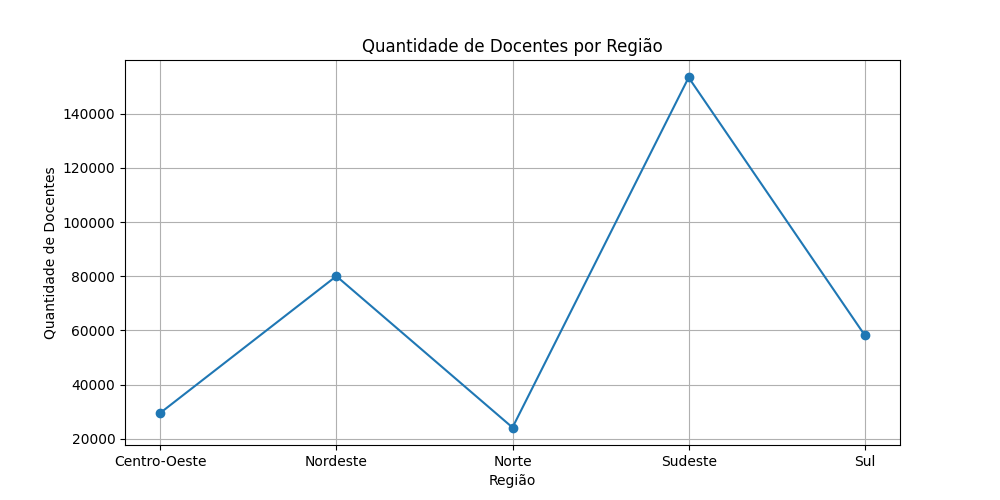 Quantidade de Docentes por Região
Quantidade de Docentes
140000
120000
100000
80000
60000
40000
20000
Centro-Oeste Nordeste Norte Sudeste Sul
Região